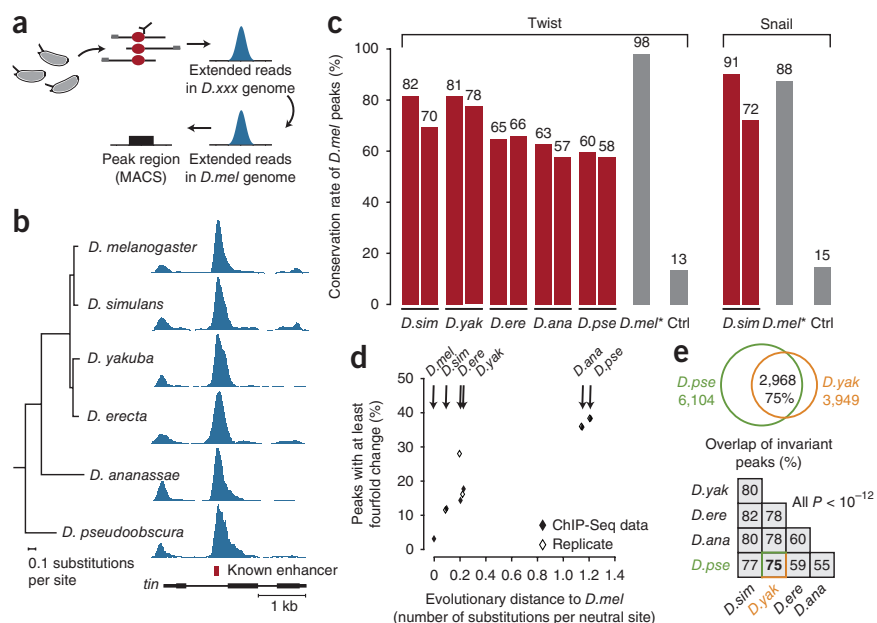 a
Extended reads
in D.xxx genome
Peak region
(MACS)
Extended reads
in D.mel genome
b
D. melanogaster
D. simulans
D. yakuba
D. erecta
D. ananassae
D. pseudoobscura
0.1 substitutions
per site
Known enhancer
tin
1 kb
c
Twist
Snail
Conservation rate of D.mel peaks (%)
100
80
60
40
20
0
82
70
81
78
65
66
63
57
60
58
98
13
91
72
88
15
D.sim
D.yak
D.ere
D.ana
D.pse
D.mel*
Ctrl
D.sim
D.mel*
Ctrl
d
D.mel
D.sim
D.ere
D.yak
D.ana
D.pse
Peaks with at least
fourfold change (%)
50
40
30
20
10
0
ChIP-Seq data
Replicate
0
0.2
0.4
0.6
0.8
1.0
1.2
1.4
Evolutionary distance to D.mel
(number of substitutions per neutral site)
e
D.pse
6,104
2,968
75%
D.yak
3,949
Overlap of invariant
peaks (%)
All P < 10−12
D.yak 80
D.ere 82 78
D.ana 80 78 60
D.pse 77 75 59 55
D.sim
D.yak
D.ere
D.ana